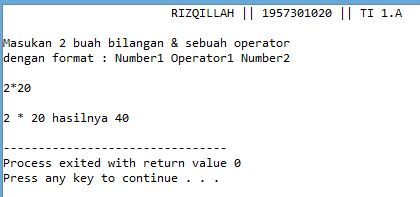 RIZQILLAH || 1957301020 || TI 1.A
Masukan 2 buah bilangan & sebuah operator
dengan format : Number1 Operator1 Number2
2*20
2 * 20 hasilnya 40
------------------------------
Process exited with return value 0
Press any key to continue . . .